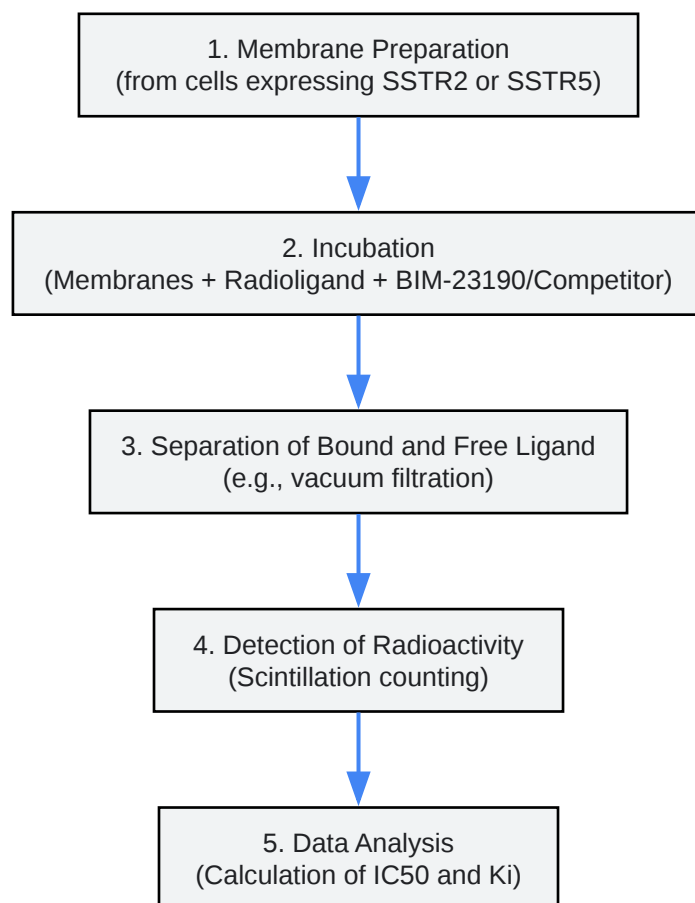 1. Membrane Preparation
(from cells expressing SSTR2 or SSTR5)
2. Incubation
(Membranes + Radioligand + BIM-23190/Competitor)
3. Separation of Bound and Free Ligand
(e.g., vacuum filtration)
4. Detection of Radioactivity
(Scintillation counting)
5. Data Analysis
(Calculation of IC50 and Ki)